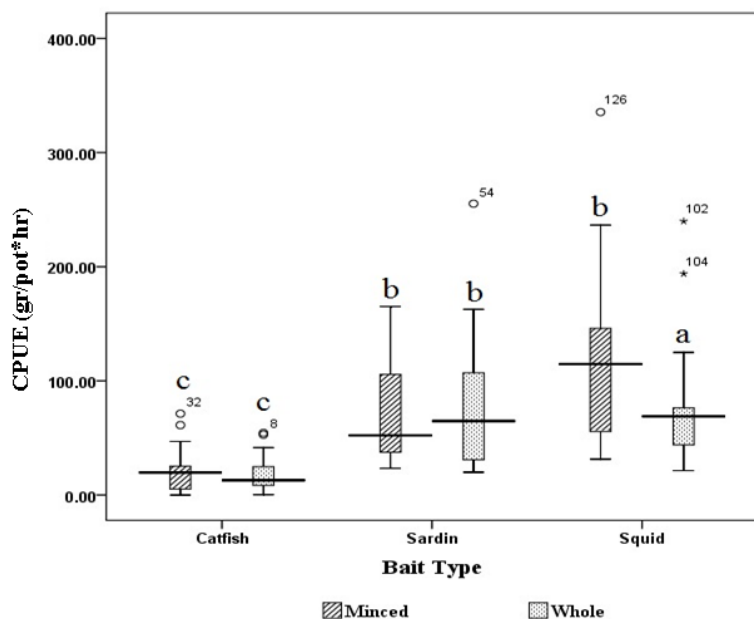 400.00
300.00
200.00
100.00
0.00
CPUE (gr/pot*hr)
126
102
104
54
32
8
b
b
b
a
c
c
Catfish
Sardin
Squid
Bait Type
Minced
Whole